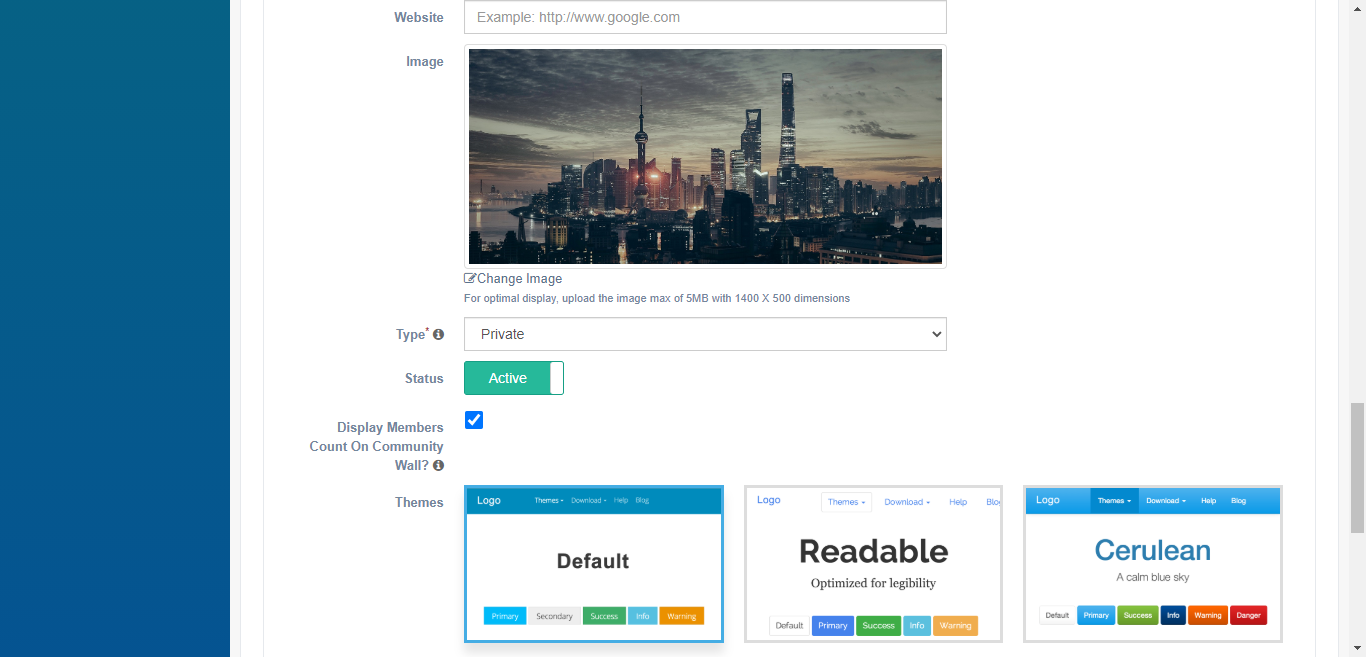 Website
Example: http://www.google.com
Image
Change Image
For optimal display, upload the image max of 5MB with 1400 X 500 dimensions
Type*
Private
Status
Active
Display Members
Count On Community
Wall?
Themes
Logo Themes Download Help Blog
Default
Primary Secondary Success Info Warning
Logo Themes Download Help Blo
Readable
Optimized for legibility
Default Primary Success Info Warning
Logo Themes Download Help Blog
Cerulean
A calm blue sky
Default Primary Success Info Warning Danger